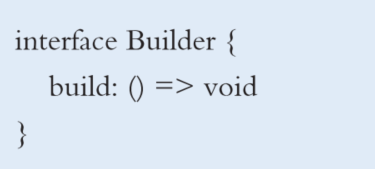 interface Builder {
build: () => void
}